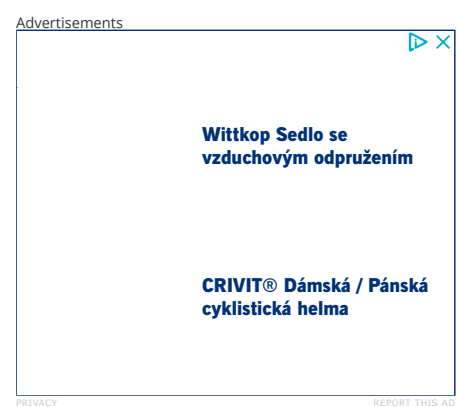 Advertisements
Wittkop Sedlo se
vzduchovým odpružením
CRIVIT® Dámská / Pánská
cyklistická helma
PRIVACY
REPORT THIS AD